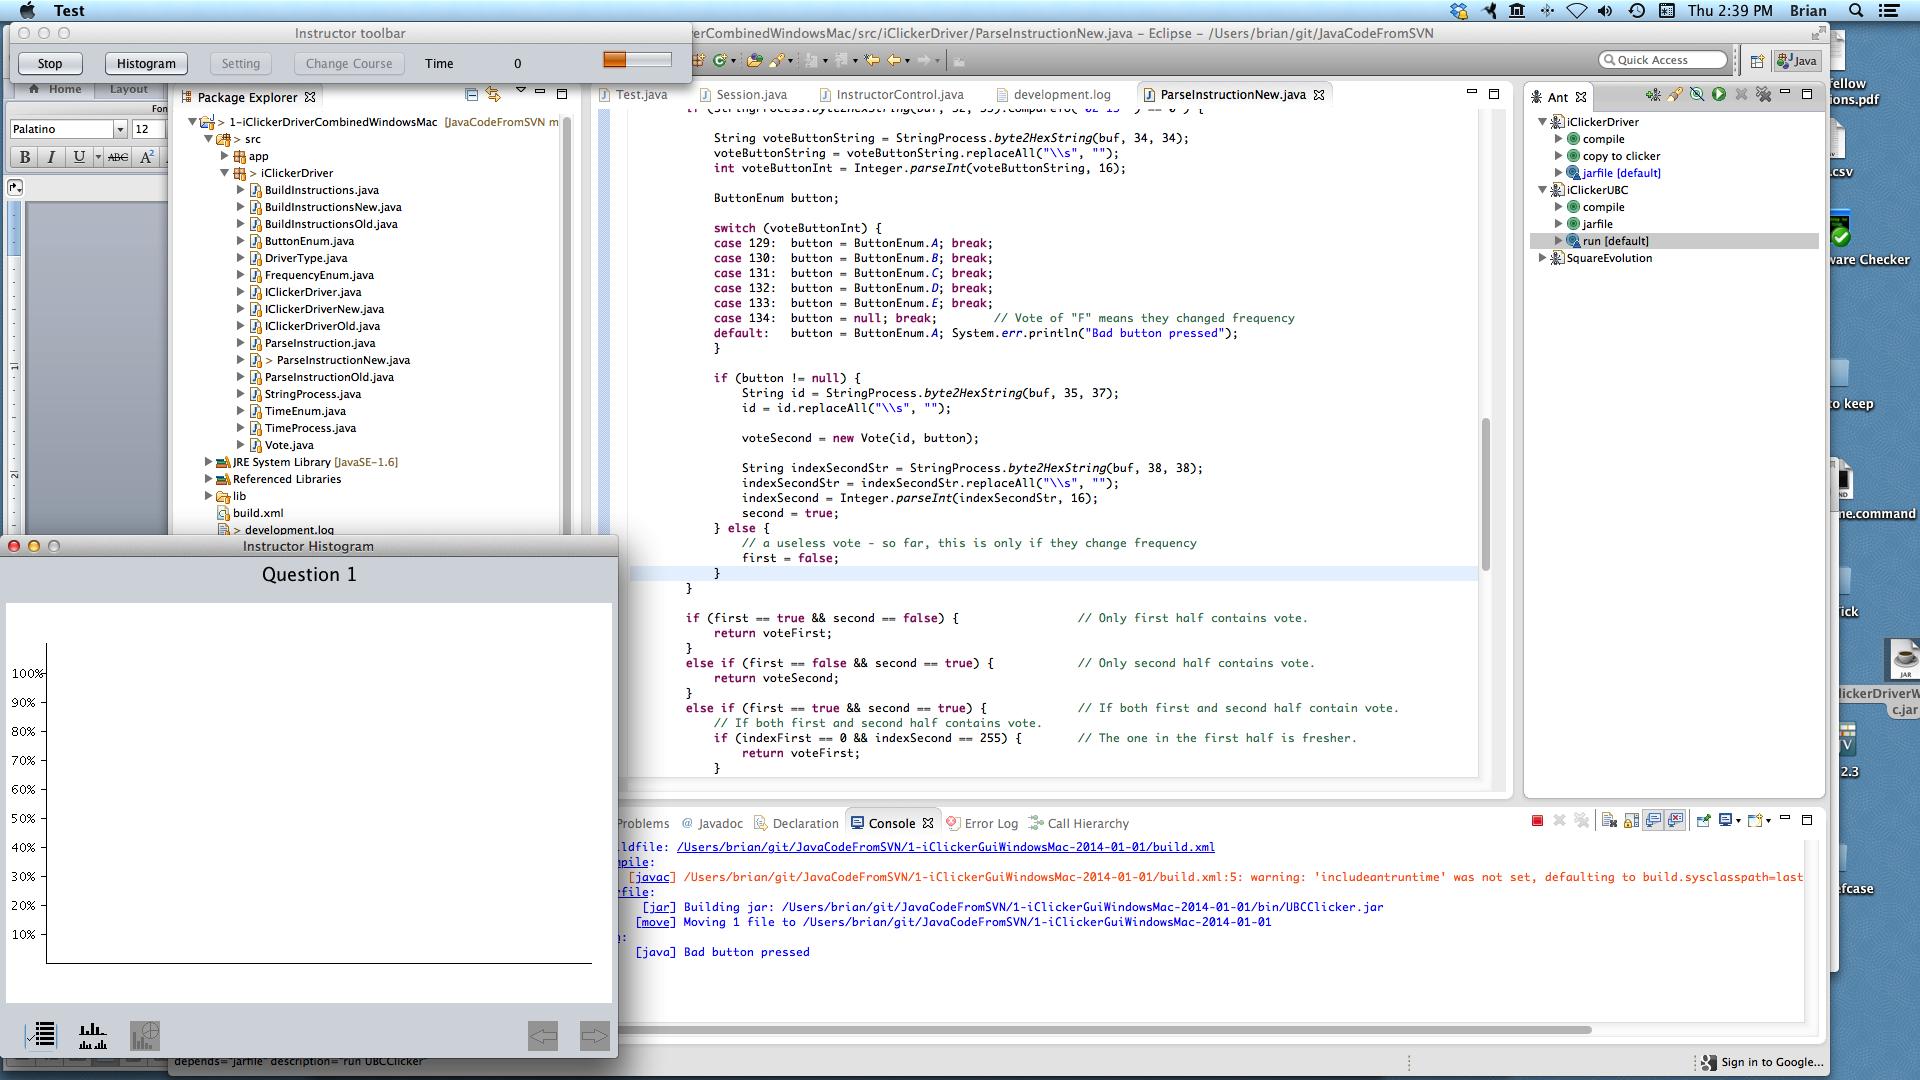 Test
Thu 2:39 PM Brian
Instructor toolbar
erCombinedWindowsMac/src/iClickerDriver/ParseInstructionNew.java - Eclipse - /Users/brian/git/JavaCodeFromSVN
Stop Histogram Setting Change Course Time 0
Quick Access
Java
Home Layout
Fon
Palatino 12
B I U ABC A2
Package Explorer
1-iClickerDriverCombinedWindowsMac [JavaCodeFromSVN m
> src
app
> iClickerDriver
BuildInstructions.java
BuildInstructionsNew.java
BuildInstructionsOld.java
ButtonEnum.java
DriverType.java
FrequencyEnum.java
IClickerDriver.java
IClickerDriverNew.java
IClickerDriverOld.java
ParseInstruction.java
> ParseInstructionNew.java
ParseInstructionOld.java
StringProcess.java
TimeEnum.java
TimeProcess.java
Vote.java
JRE System Library [JavaSE-1.6]
Referenced Libraries
lib
build.xml
> development.log
Test.java Session.java InstructorControl.java development.log ParseInstructionNew.java
String voteButtonString = StringProcess.byte2HexString(buf, 34, 34);
voteButtonString = voteButtonString.replaceAll("\\s", "");
int voteButtonInt = Integer.parseInt(voteButtonString, 16);
ButtonEnum button;
switch (voteButtonInt) {
case 129: button = ButtonEnum.A; break;
case 130: button = ButtonEnum.B; break;
case 131: button = ButtonEnum.C; break;
case 132: button = ButtonEnum.D; break;
case 133: button = ButtonEnum.E; break;
case 134: button = null; break; // Vote of "F" means they changed frequency
default: button = ButtonEnum.A; System.err.println("Bad button pressed");
}
if (button != null) {
String id = StringProcess.byte2HexString(buf, 35, 37);
id = id.replaceAll("\\s", "");
voteSecond = new Vote(id, button);
String indexSecondStr = StringProcess.byte2HexString(buf, 38, 38);
indexSecondStr = indexSecondStr.replaceAll("\\s", "");
indexSecond = Integer.parseInt(indexSecondStr, 16);
second = true;
} else {
// a useless vote - so far, this is only if they change frequency
first = false;
}
}
if (first == true && second == false) { // Only first half contains vote.
return voteFirst;
}
else if (first == false && second == true) { // Only second half contains vote.
return voteSecond;
}
else if (first == true && second == true) { // If both first and second half contain vote.
// If both first and second half contains vote.
if (indexFirst == 0 && indexSecond == 255) { // The one in the first half is fresher.
return voteFirst;
}
Ant
iClickerDriver
compile
copy to clicker
jarfile [default]
iClickerUBC
compile
jarfile
run [default]
SquareEvolution
fellow
ons.pdf
.csv
ware Checker
to keep
ne.command
ick
JAR
lickerDriverW
c.jar
2.3
efcase
Instructor Histogram
Question 1
100%
90%
80%
70%
60%
50%
40%
30%
20%
10%
Problems @ Javadoc Declaration Console Error Log Call Hierarchy
ildfile: /Users/brian/git/JavaCodeFromSVN/1-iClickerGuiWindowsMac-2014-01-01/build.xml
mpile:
[javac] /Users/brian/git/JavaCodeFromSVN/1-iClickerGuiWindowsMac-2014-01-01/build.xml:5: warning: 'includeantruntime' was not set, defaulting to build.sysclasspath=last
rfile:
[jar] Building jar: /Users/brian/git/JavaCodeFromSVN/1-iClickerGuiWindowsMac-2014-01-01/bin/UBCClicker.jar
[move] Moving 1 file to /Users/brian/git/JavaCodeFromSVN/1-iClickerGuiWindowsMac-2014-01-01
n:
[java] Bad button pressed
depends="jarfile" description="run UBCClicker"
Sign in to Google...